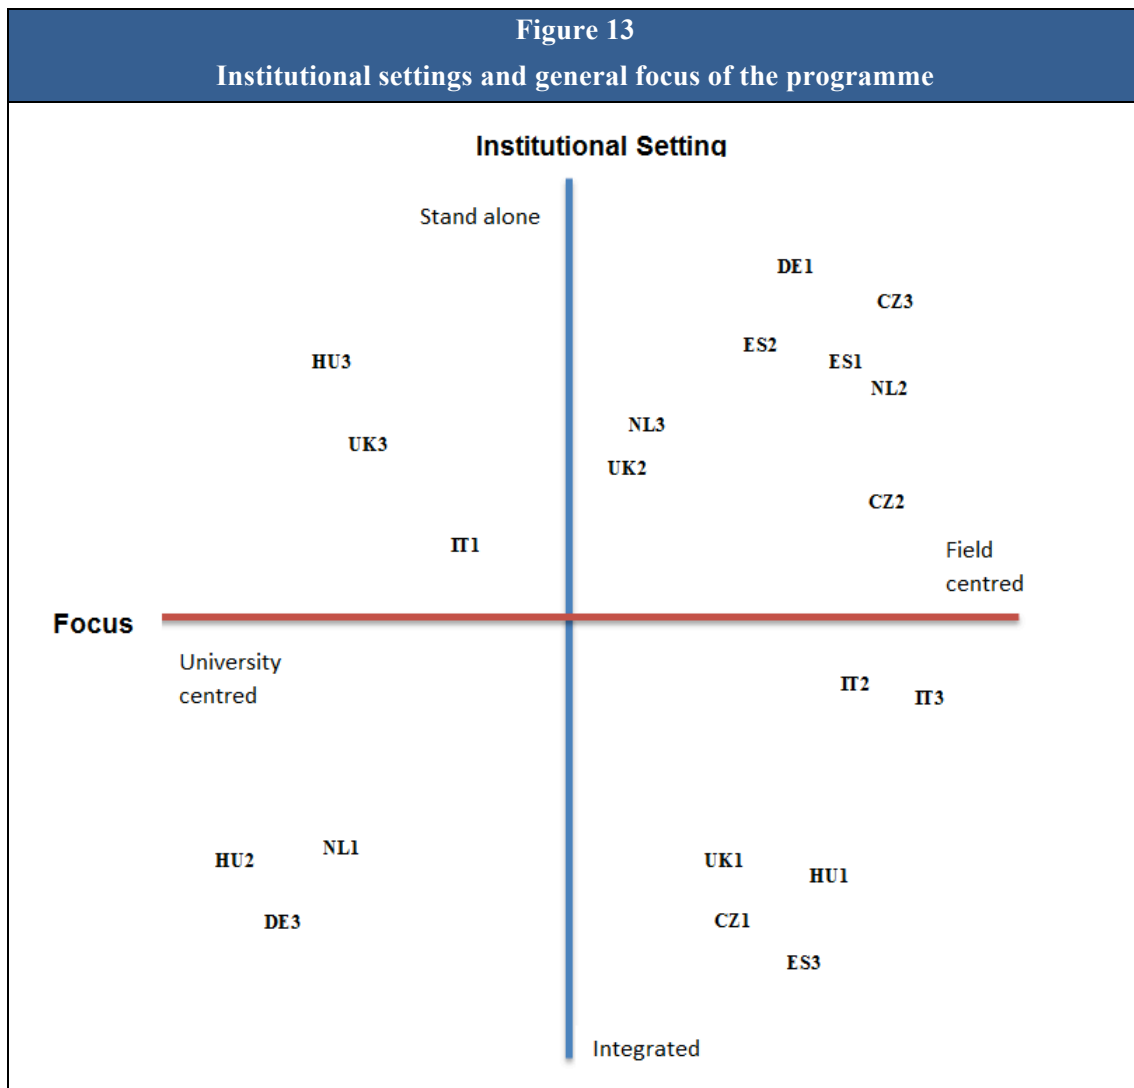 Figure 13
Institutional settings and general focus of the programme
Institutional Setting
Stand alone
DE1
CZ3
ES2
ES1
HU3
NL2
NL3
UK3
UK2
CZ2
IT1
Field
centred
Focus
University
centred
IT2
IT3
NL1
HU2
UK1
HU1
DE3
CZ1
ES3
Integrated